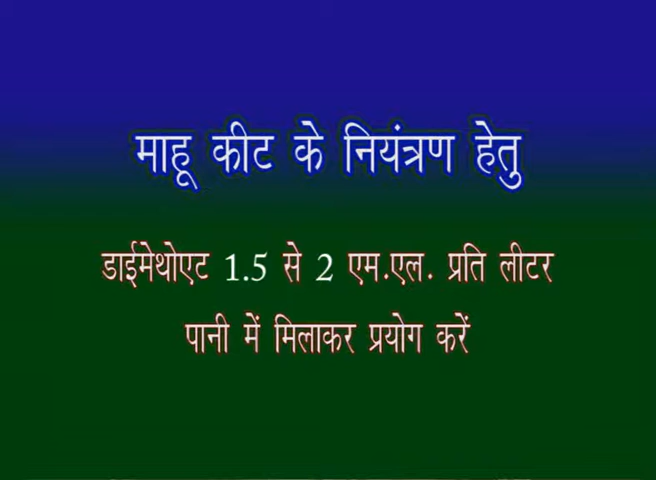 माहू कीट के नियंत्रण हेतु
डाईमेथोएट 1.5 से 2 एम.एल. प्रति लीटर
पानी में मिलाकर प्रयोग करें